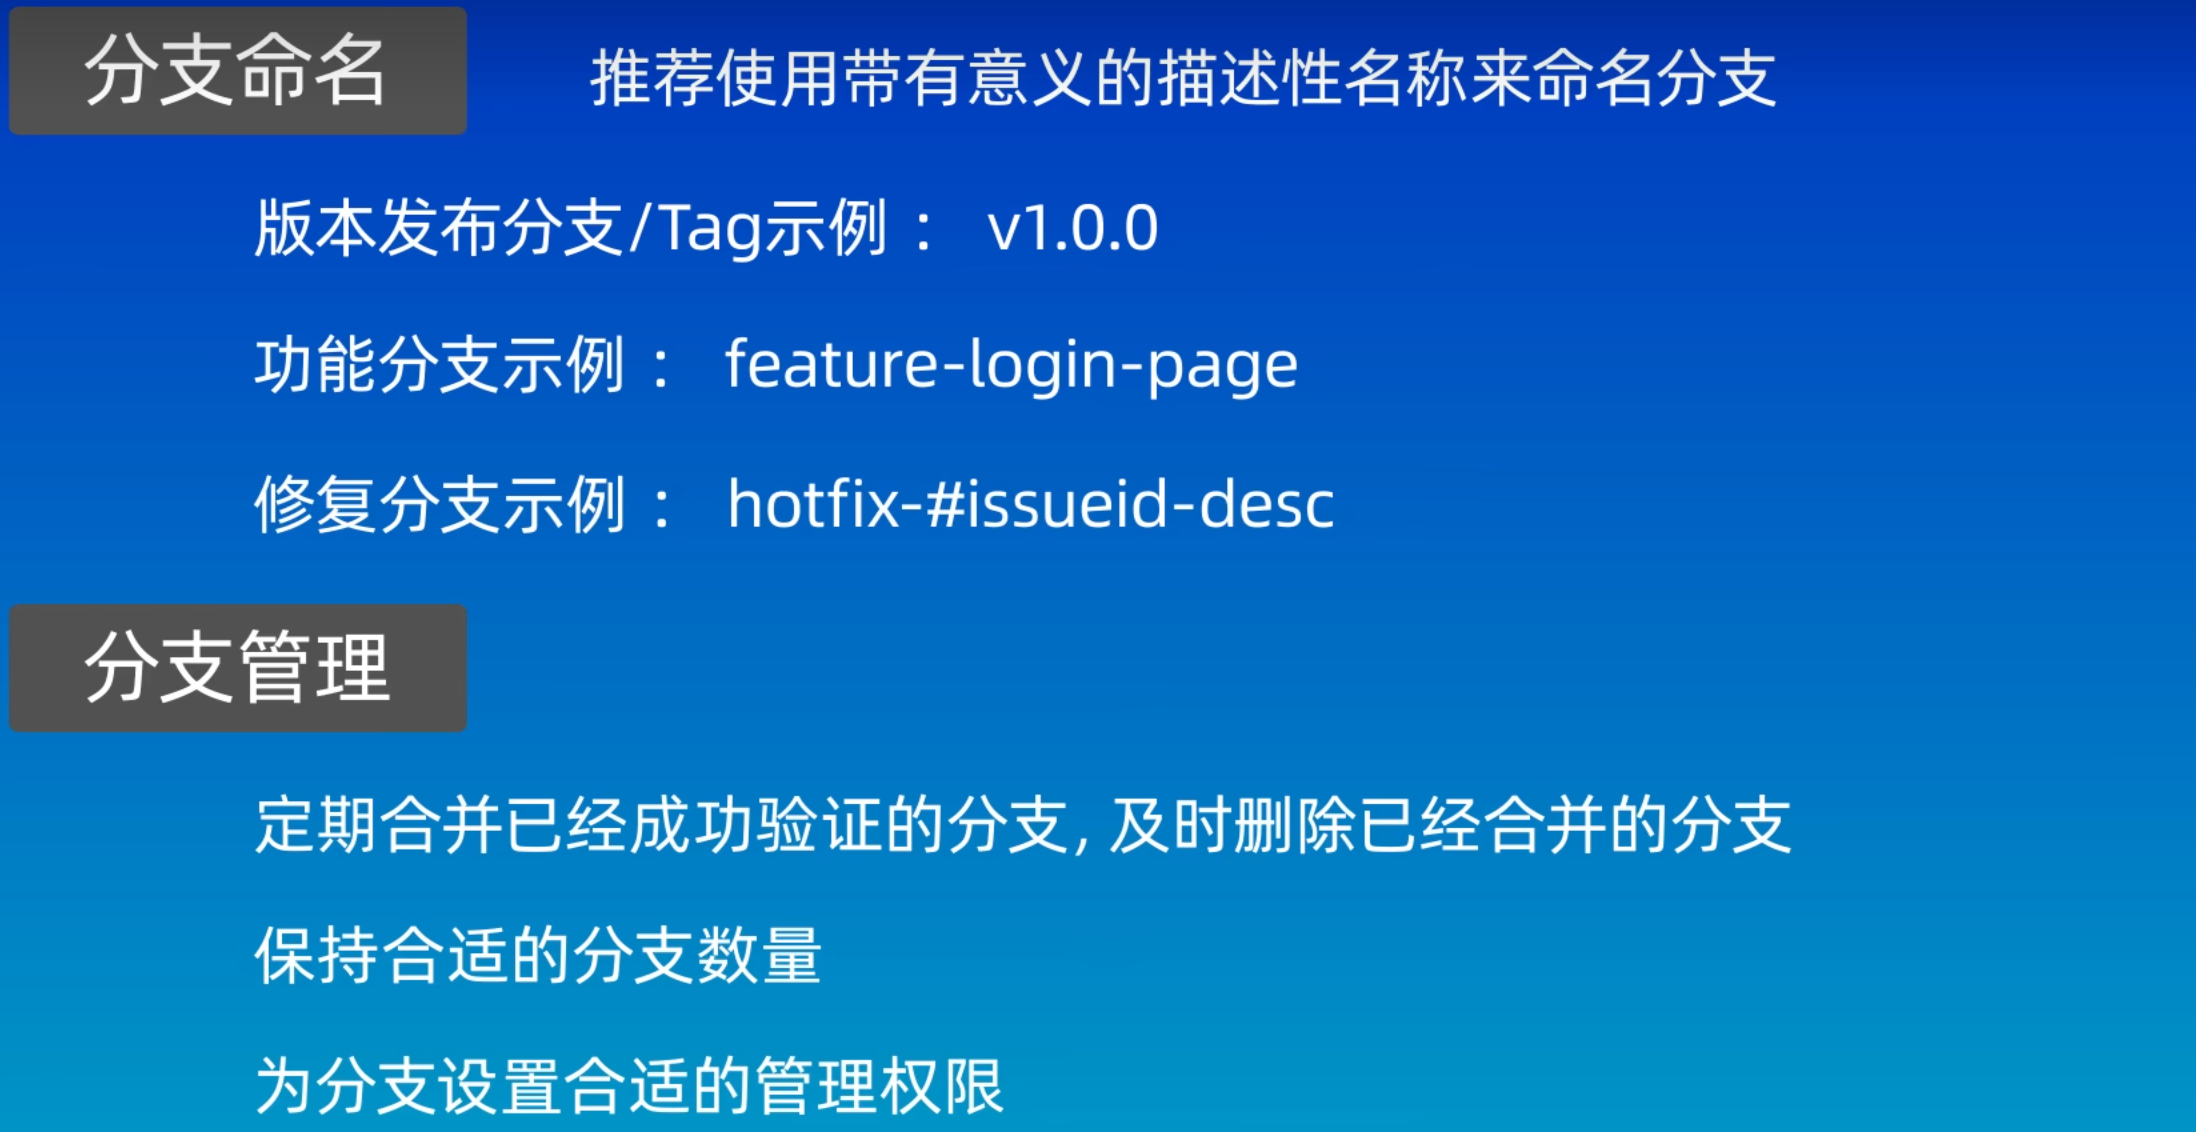 分支命名
推荐使用带有意义的描述性名称来命名分支
版本发布分支/Tag示例： v1.0.0
功能分支示例： feature-login-page
修复分支示例： hotfix-#issueid-desc
分支管理
定期合并已经成功验证的分支, 及时删除已经合并的分支
保持合适的分支数量
为分支设置合适的管理权限